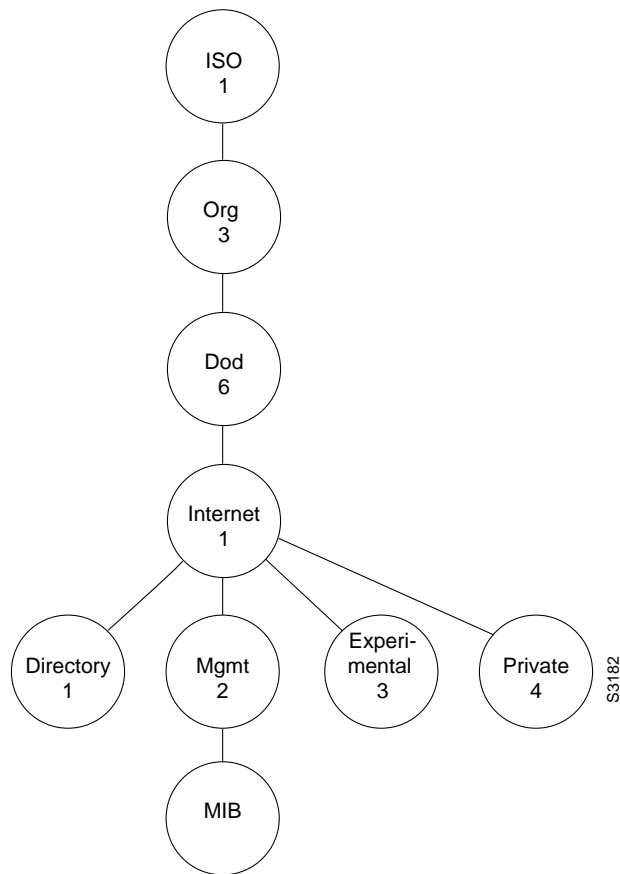 ISO
1
Org
3
Dod
6
Internet
1
Directory
1
Mgmt
2
Experi-
mental
3
Private
4
S3182
MIB